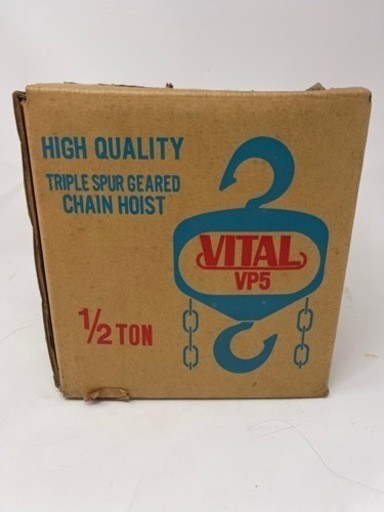 HIGH QUALITY
TRIPLE SPUR GEARED
CHAIN HOIST
VITAL
VP5
1/2 TON